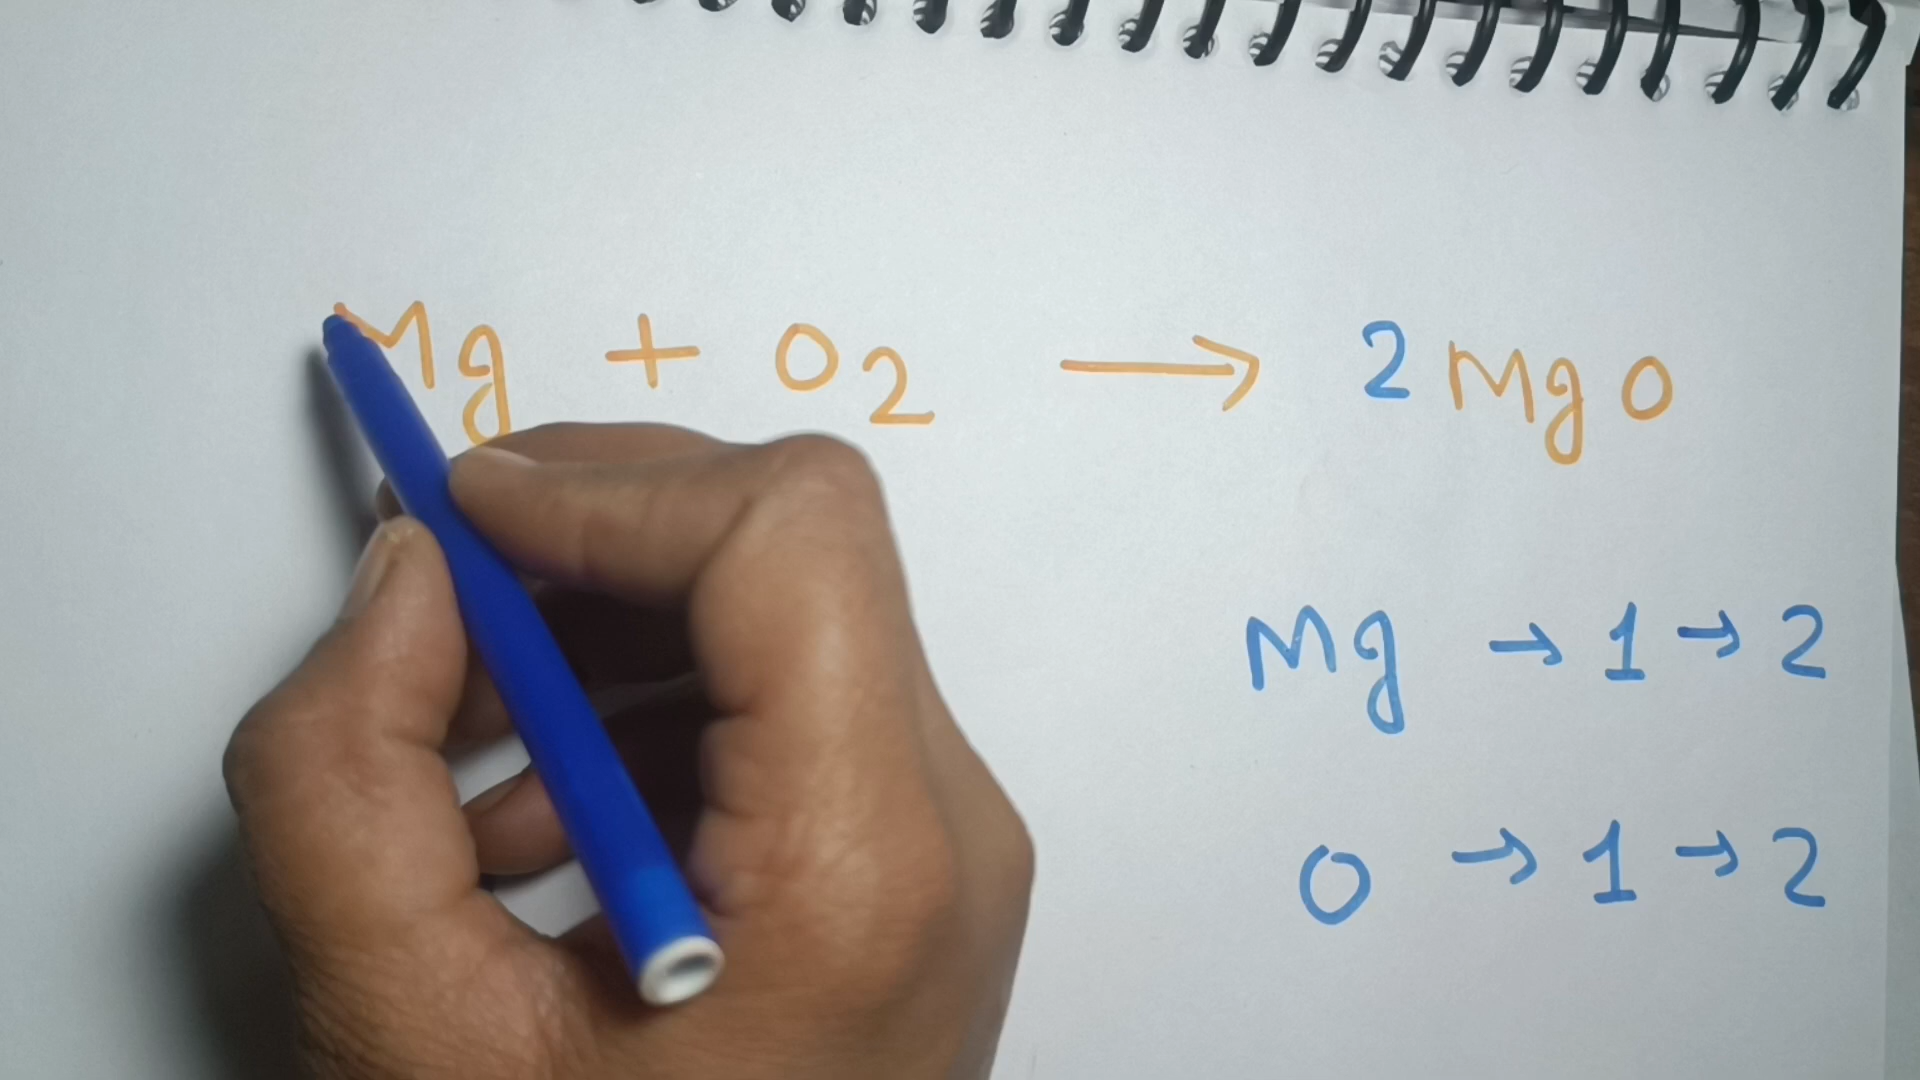 Mg + O2 → 2MgO
Mg → 1 → 2
O → 1 → 2